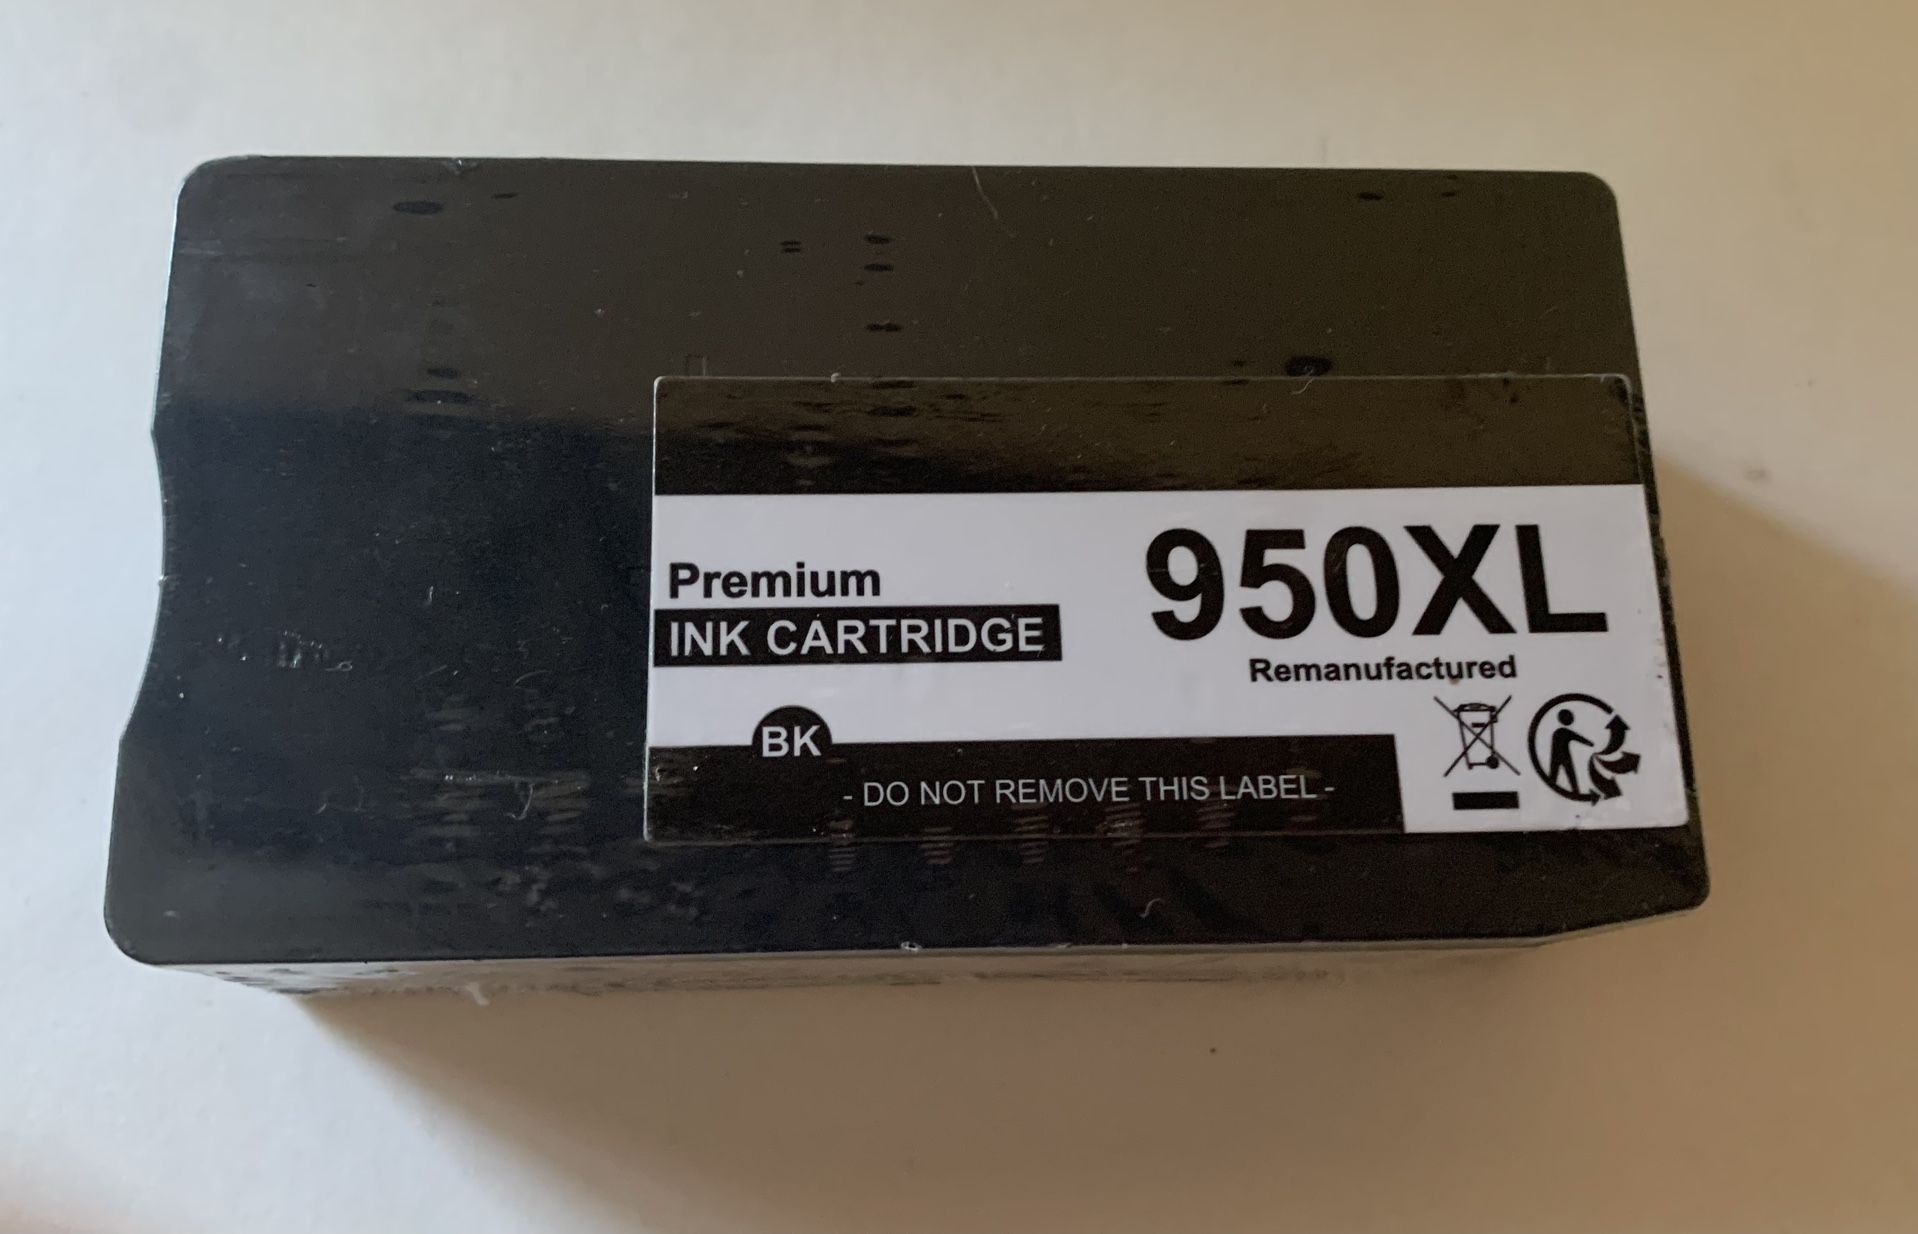 Premium
INK CARTRIDGE
950XL
Remanufactured
BK
- DO NOT REMOVE THIS LABEL -